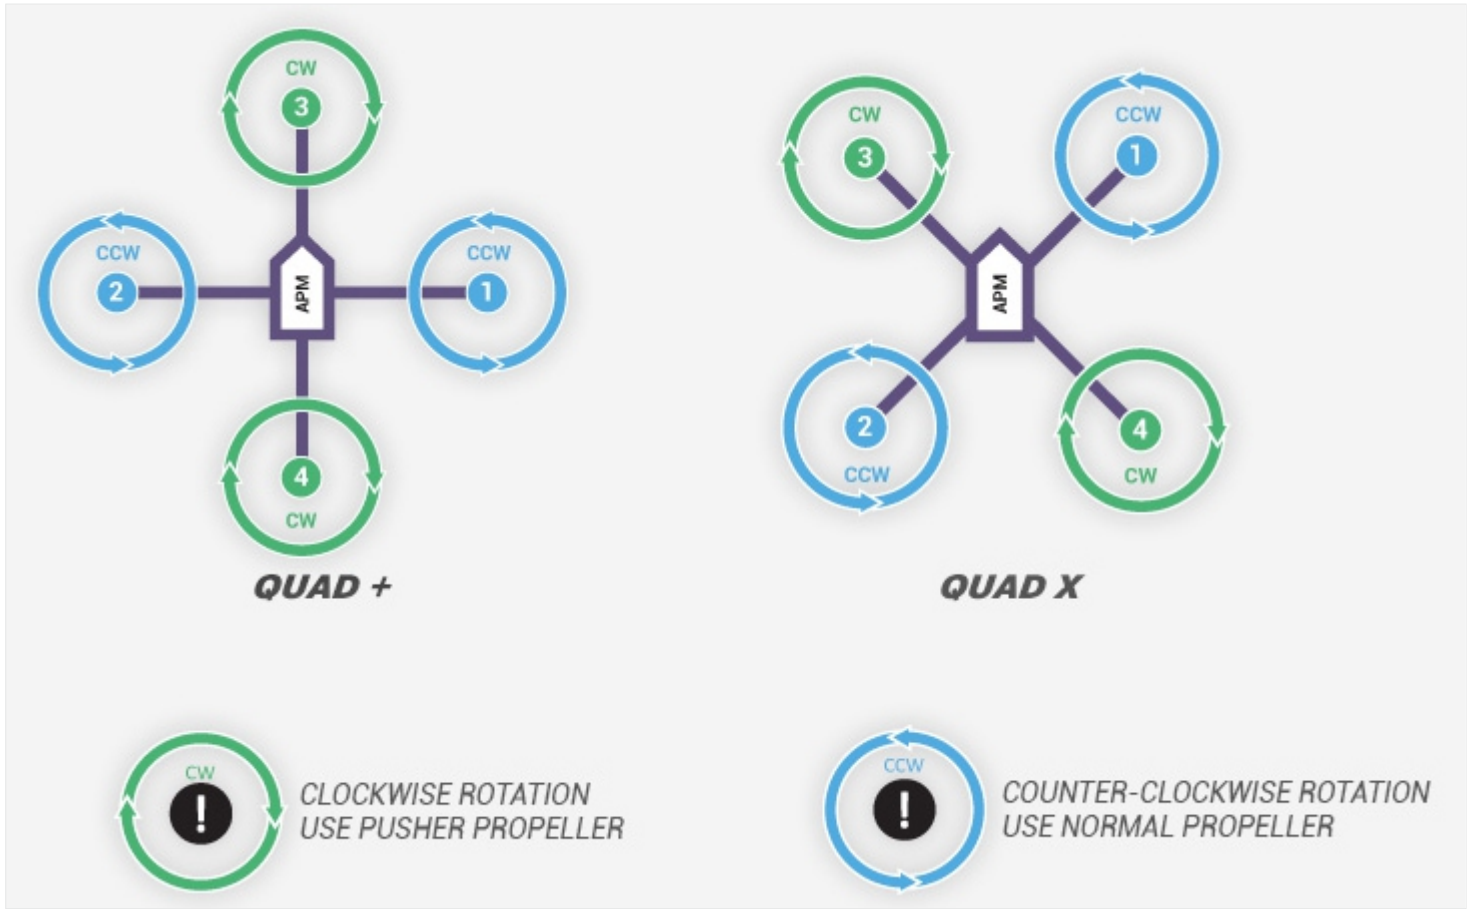 CW
3
CCW
2
APM
CCW
1
CW
4
QUAD +
CW
3
CCW
1
APM
2
CCW
4
CW
QUAD X
CW
!
CLOCKWISE ROTATION
USE PUSHER PROPELLER
CCW
!
COUNTER-CLOCKWISE ROTATION
USE NORMAL PROPELLER